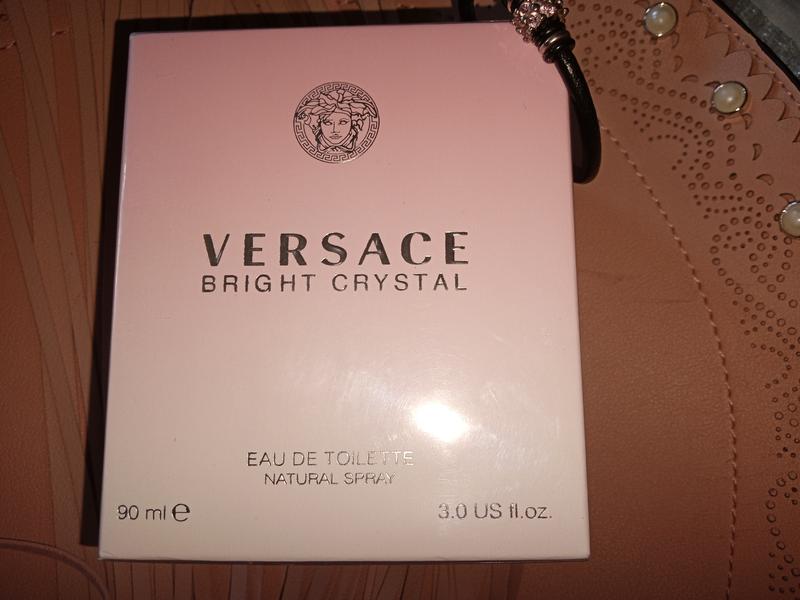 VERSACE
BRIGHT CRYSTAL
EAU DE TOILETTE
NATURAL SPRAY
90 ml e 3.0 US fl.oz.